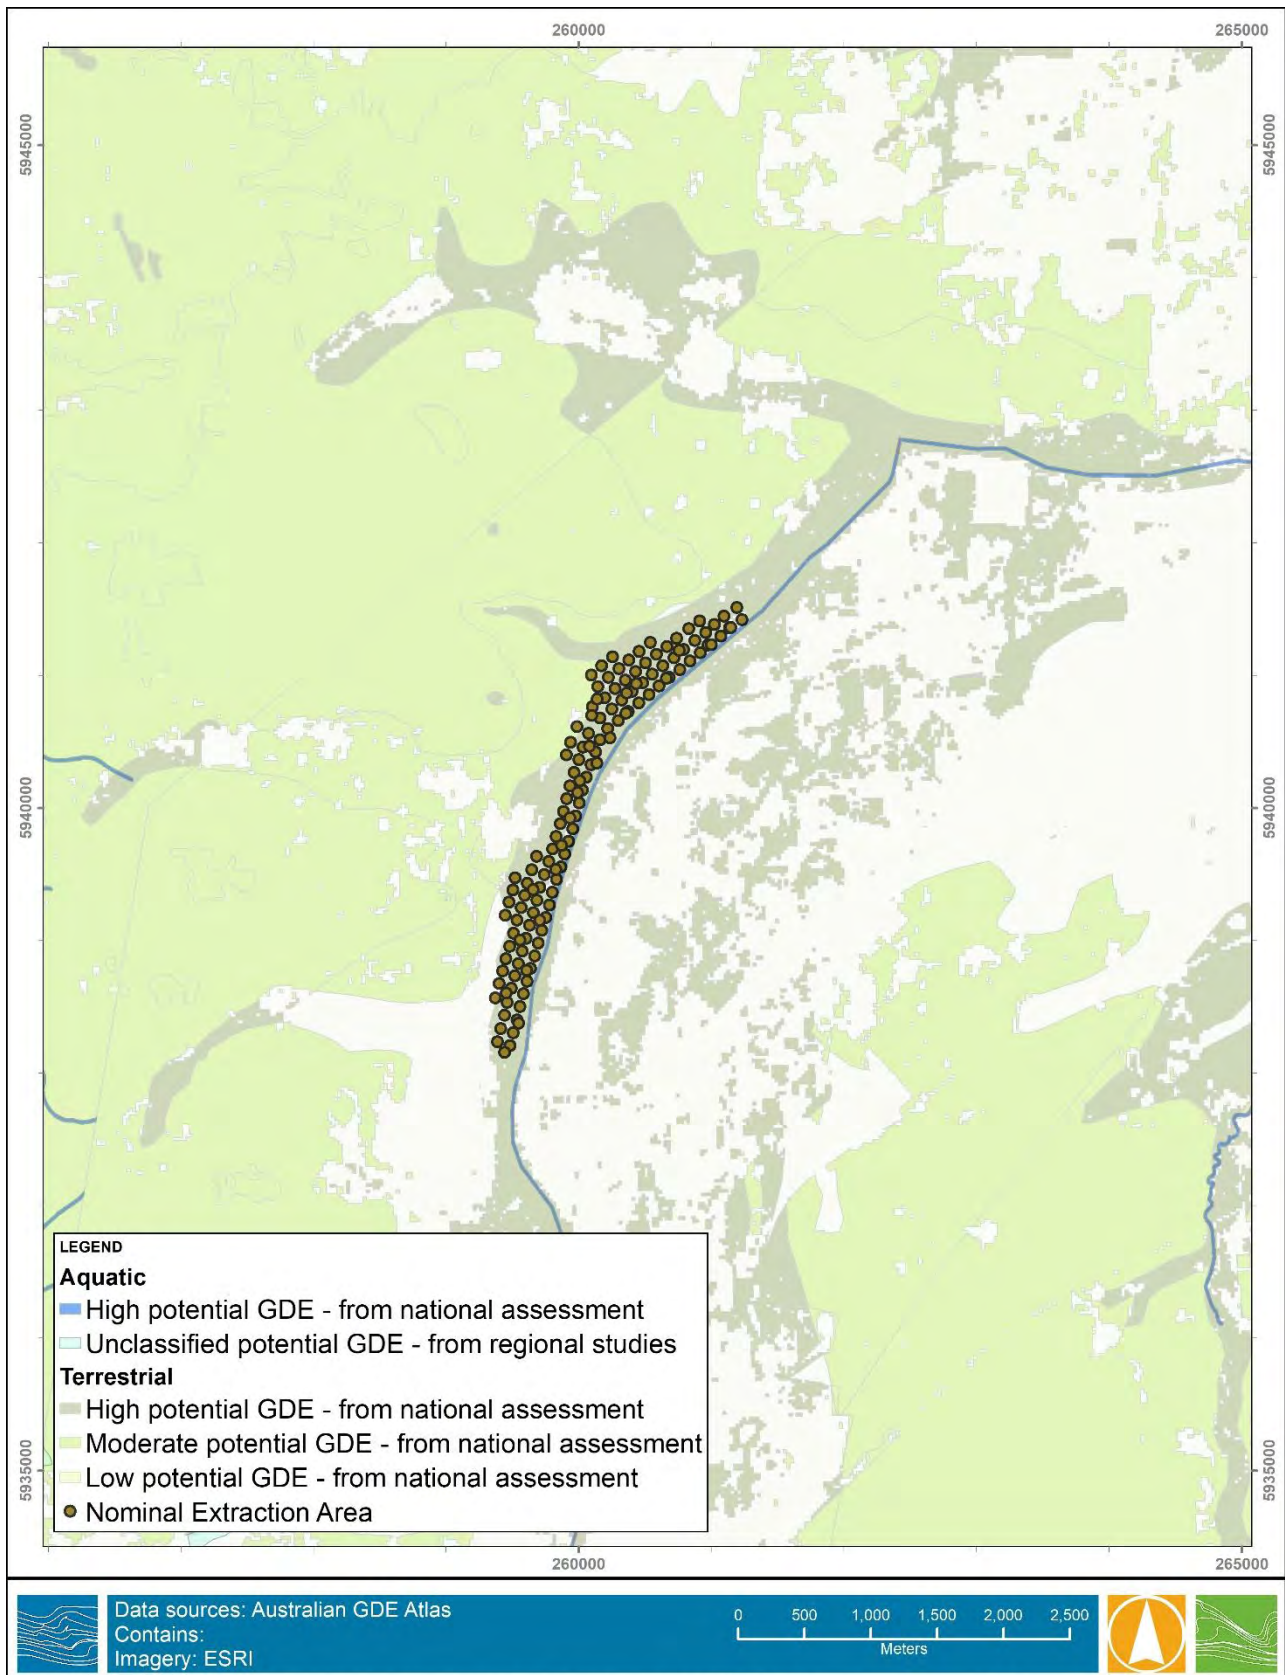 260000
265000
5945000
5945000
5940000
5940000
5935000
5935000
LEGEND
Aquatic
High potential GDE - from national assessment
Unclassified potential GDE - from regional studies
Terrestrial
High potential GDE - from national assessment
Moderate potential GDE - from national assessment
Low potential GDE - from national assessment
Nominal Extraction Area
260000
265000
Data sources: Australian GDE Atlas
Contains:
Imagery: ESRI
0 500 1,000 1,500 2,000 2,500
Meters